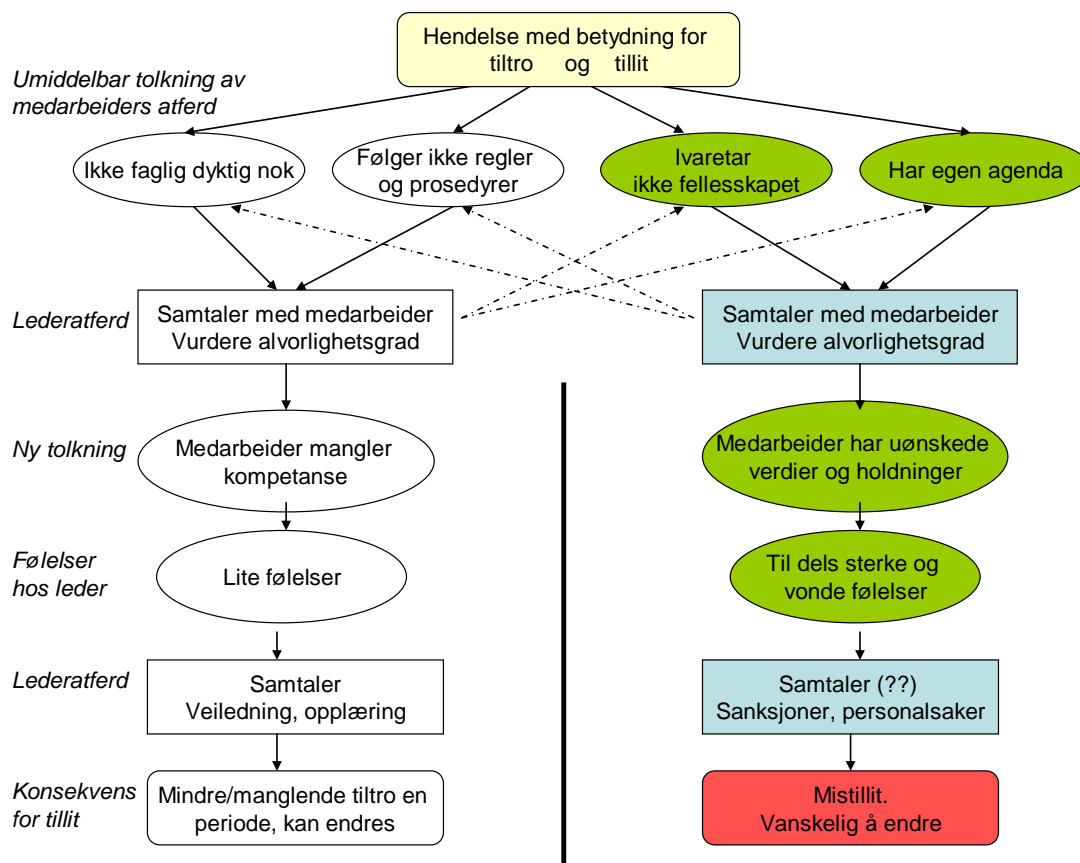 Hendelse med betydning for
tiltro og tillit
Umiddelbar tolkning av
medarbeiders atferd
Ikke faglig dyktig nok
Følger ikke regler
og prosedyrer
Ivaretar
ikke fellesskapet
Har egen agenda
Lederatferd
Samtaler med medarbeider
Vurdere alvorlighetsgrad
Samtaler med medarbeider
Vurdere alvorlighetsgrad
Ny tolkning
Medarbeider mangler
kompetanse
Medarbeider har uønskede
verdier og holdninger
Følelser
hos leder
Lite følelser
Til dels sterke og
vonde følelser
Lederatferd
Samtaler
Veiledning, opplæring
Samtaler (??)
Sanksjoner, personalsaker
Konsekvens
for tillit
Mindre/manglende tiltro en
periode, kan endres
Mistillit.
Vanskelig å endre